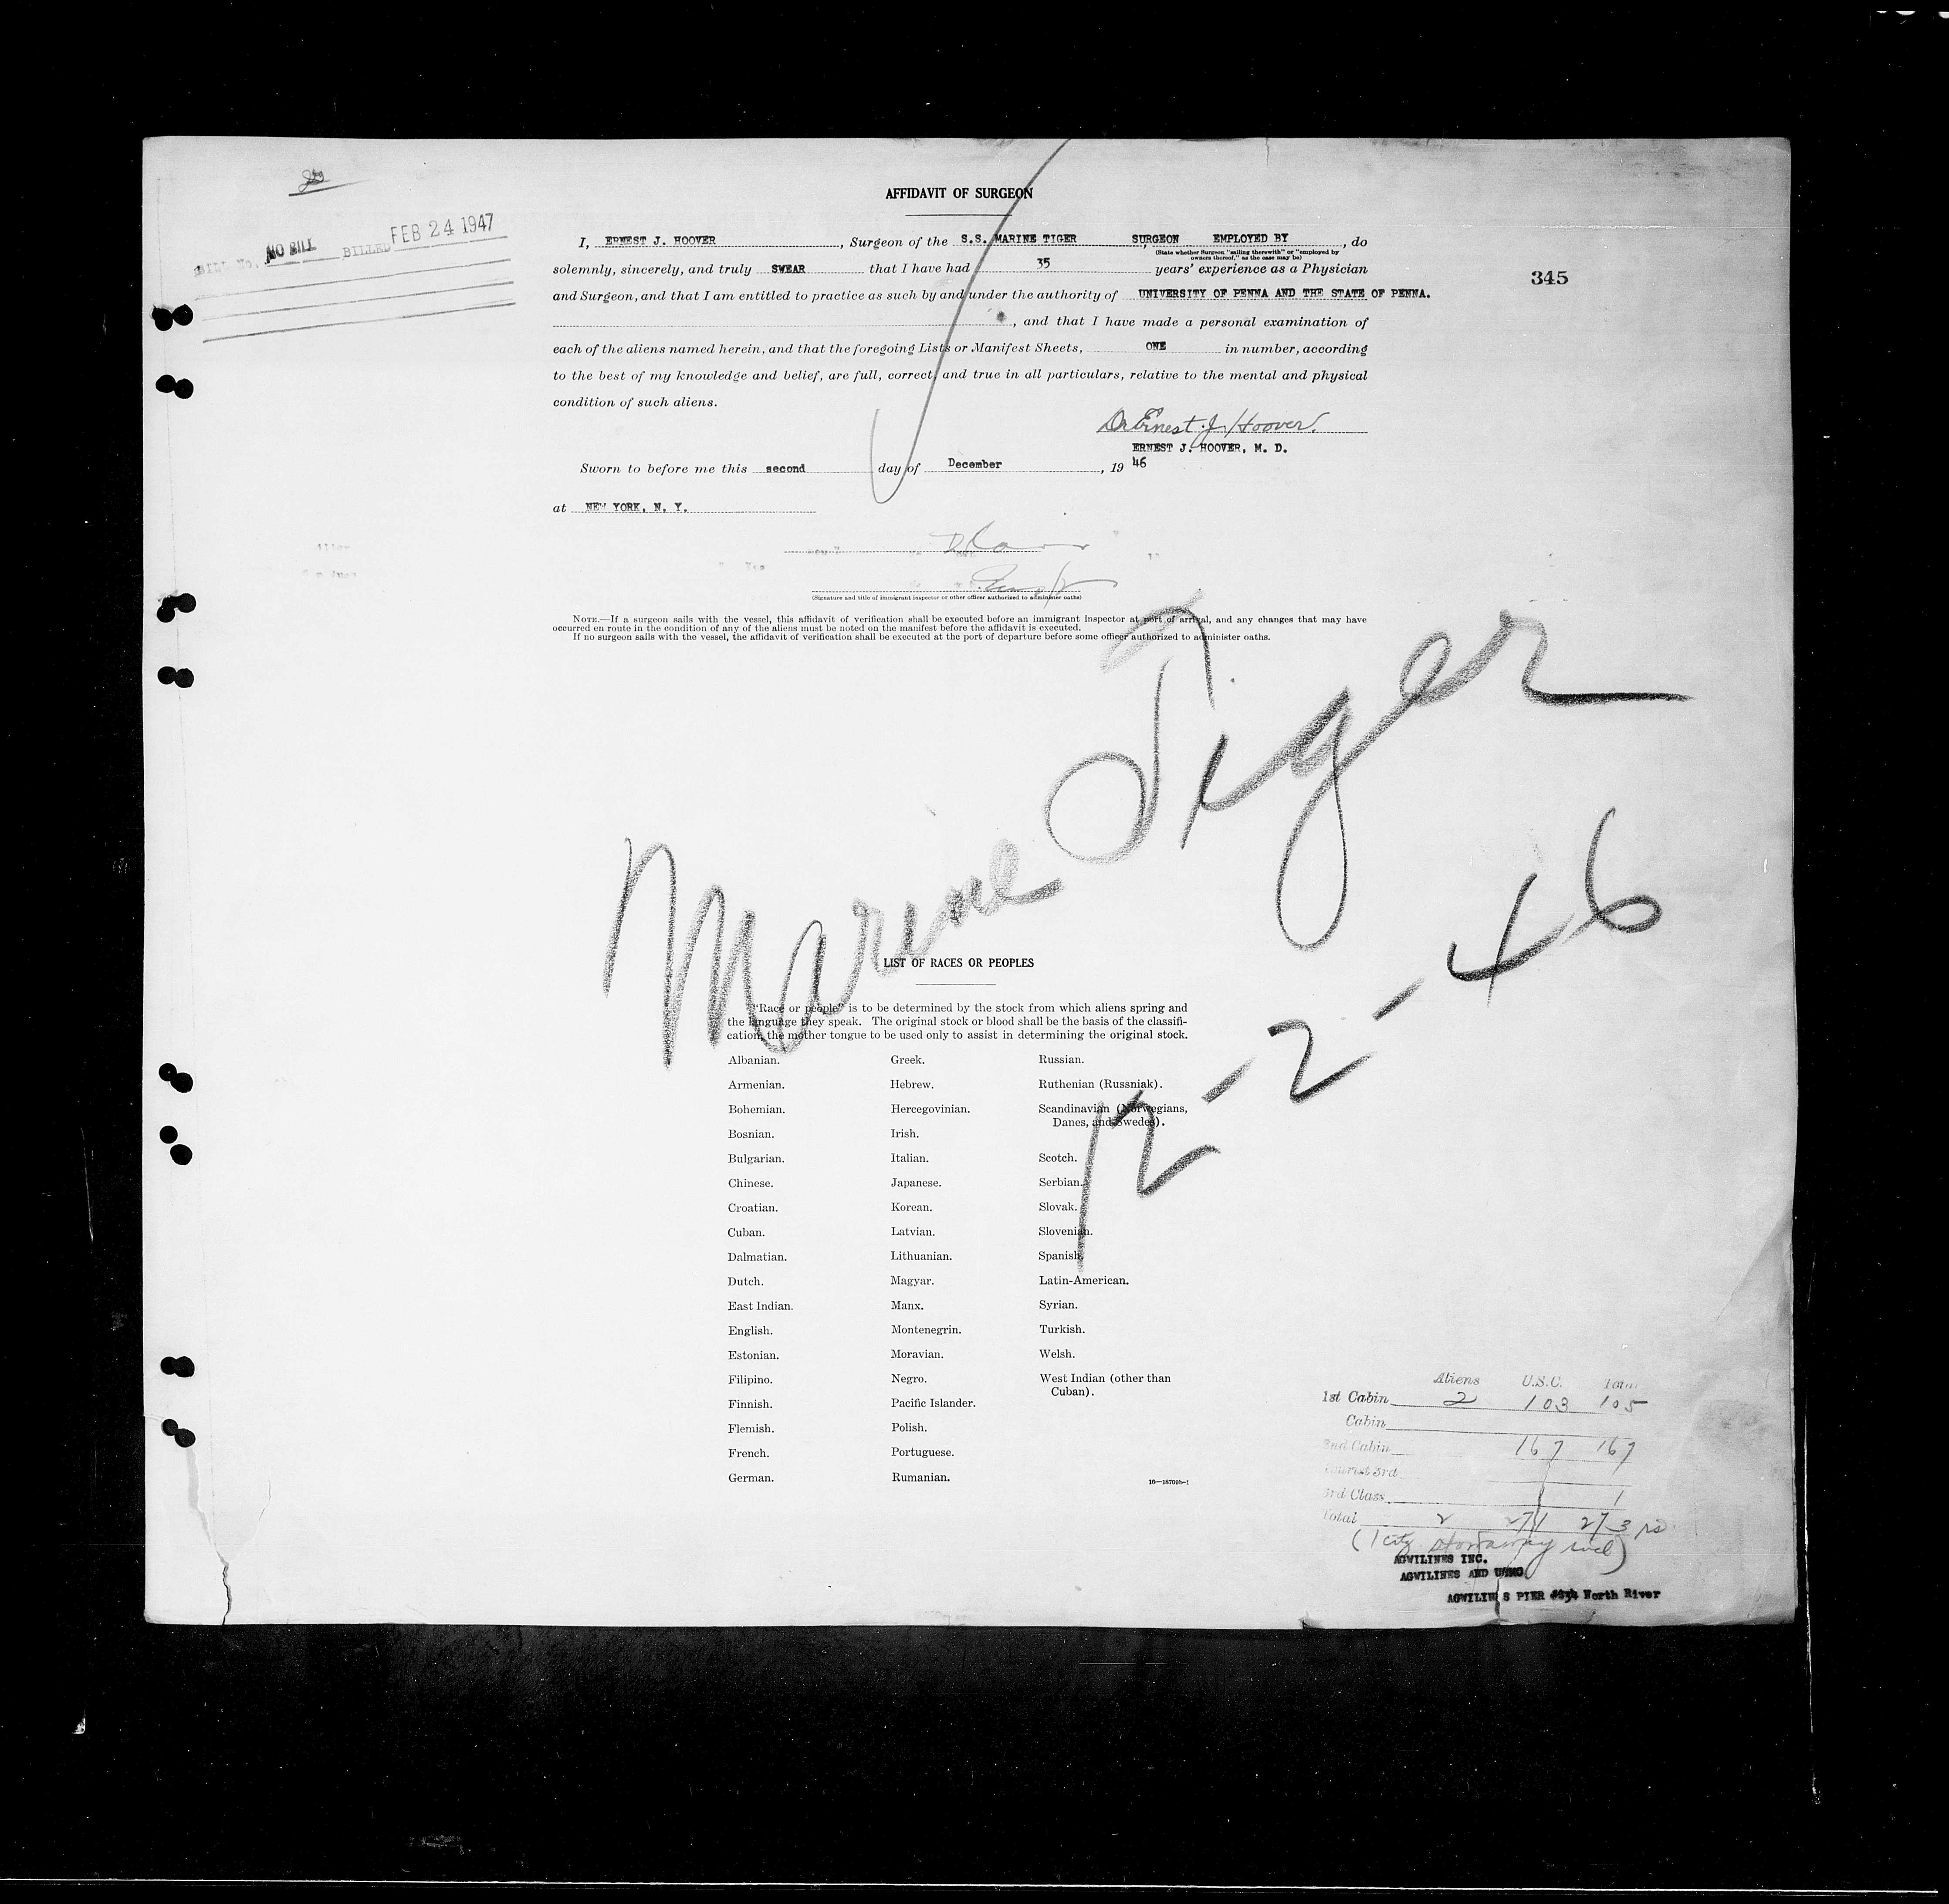 AFFIDAVIT OF SURGEON
NO BILL BILLED FEB 24 1947
I, ERNEST J. HOOVER, Surgeon of the S.S. MARINE TIGER SURGEON EMPLOYED BY, do
(State whether Surgeon "sailing therewith" or "employed by
owners thereof," as the case may be)
solemnly, sincerely, and truly SWEAR that I have had 35 years' experience as a Physician
345
and Surgeon, and that I am entitled to practice as such by and under the authority of UNIVERSITY OF PENNA AND THE STATE OF PENNA.
, and that I have made a personal examination of
each of the aliens named herein, and that the foregoing Lists or Manifest Sheets, ONE in number, according
to the best of my knowledge and belief, are full, correct, and true in all particulars, relative to the mental and physical
condition of such aliens.
Dr Ernest J. Hoover.
ERNEST J. HOOVER, M. D.
Sworn to before me this second day of December, 19 46
at NEW YORK, N. Y.
(Signature and title of immigrant inspector or other officer authorized to administer oaths)
NOTE.—If a surgeon sails with the vessel, this affidavit of verification shall be executed before an immigrant inspector at port of arrival, and any changes that may have
occurred en route in the condition of any of the aliens must be noted on the manifest before the affidavit is executed.
If no surgeon sails with the vessel, the affidavit of verification shall be executed at the port of departure before some officer authorized to administer oaths.
Marine Tiger
12-2-46
LIST OF RACES OR PEOPLES
"Race or people" is to be determined by the stock from which aliens spring and
the language they speak. The original stock or blood shall be the basis of the classifi-
cation, the mother tongue to be used only to assist in determining the original stock.
Albanian. Greek. Russian.
Armenian. Hebrew. Ruthenian (Russniak).
Bohemian. Hercegovinian. Scandinavian (Norwegians,
Danes, and Swedes).
Bosnian. Irish.
Bulgarian. Italian. Scotch.
Chinese. Japanese. Serbian.
Croatian. Korean. Slovak.
Cuban. Latvian. Slovenian.
Dalmatian. Lithuanian. Spanish.
Dutch. Magyar. Latin-American.
East Indian. Manx. Syrian.
English. Montenegrin. Turkish.
Estonian. Moravian. Welsh.
Filipino. Negro. West Indian (other than
Cuban).
Finnish. Pacific Islander.
Flemish. Polish.
French. Portuguese.
German. Rumanian.
Aliens U.S.C. Total
1st Cabin 2 103 105
Cabin
2nd Cabin 167 167
3rd
3rd Class 1 1
Total 2 271 273
stowaway incl)
AGWILINES INC.
AGWILINES AND
AGWILINES PIER North River